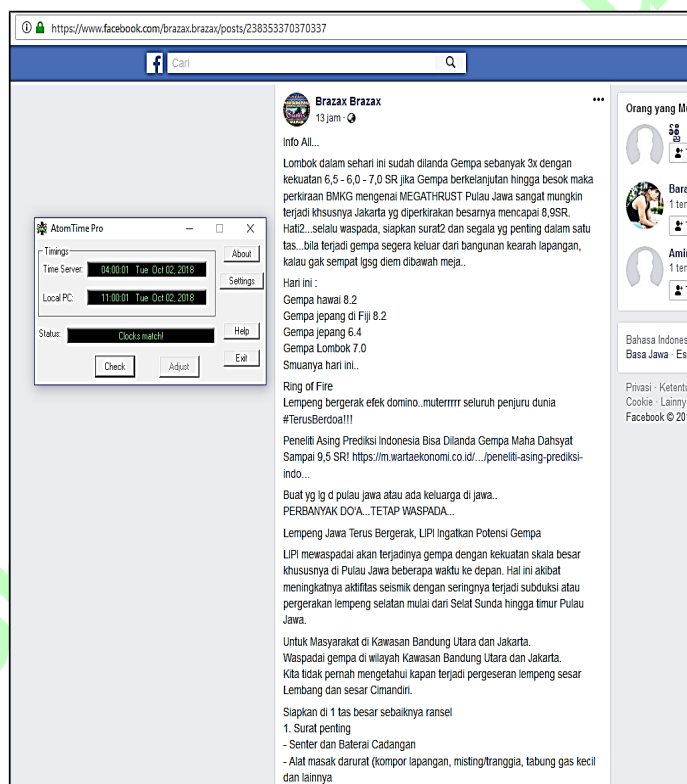 https://www.facebook.com/brazax.brazax/posts/238353370370337
Cari
Brazax Brazax
13 jam
Info All...
Lombok dalam sehari ini sudah dilanda Gempa sebanyak 3x dengan
kekuatan 6,5 - 6,0 - 7,0 SR jika Gempa berkelanjutan hingga besok maka
perkiraan BMKG mengenai MEGATHRUST Pulau Jawa sangat mungkin
terjadi khsusnya Jakarta yg diperkirakan besarnya mencapai 8,9SR.
Hati2...selalu waspada, siapkan surat2 dan segala yg penting dalam satu
tas...bila terjadi gempa segera keluar dari bangunan kearah lapangan,
kalau gak sempat lgsg diem dibawah meja..
Hari ini :
Gempa hawai 8.2
Gempa jepang di Fiji 8.2
Gempa jepang 6.4
Gempa Lombok 7.0
Smuanya hari ini..
Ring of Fire
Lempeng bergerak efek domino..muterrrrr seluruh penjuru dunia
#TerusBerdoa!!!
Peneliti Asing Prediksi Indonesia Bisa Dilanda Gempa Maha Dahsyat
Sampai 9,5 SR! https://m.wartaekonomi.co.id/.../peneliti-asing-prediksi-
indo...
Buat yg lg d pulau jawa atau ada keluarga di jawa..
PERBANYAK DO'A...TETAP WASPADA...
Lempeng Jawa Terus Bergerak, LIPI Ingatkan Potensi Gempa
LIPI mewaspadai akan terjadinya gempa dengan kekuatan skala besar
khususnya di Pulau Jawa beberapa waktu ke depan. Hal ini akibat
meningkatnya aktifitas seismik dengan seringnya terjadi subduksi atau
pergerakan lempeng selatan mulai dari Selat Sunda hingga timur Pulau
Jawa.
Untuk Masyarakat di Kawasan Bandung Utara dan Jakarta.
Waspadai gempa di wilayah Kawasan Bandung Utara dan Jakarta.
Kita tidak pernah mengetahui kapan terjadi pergeseran lempeng sesar
Lembang dan sesar Cimandiri.
Siapkan di 1 tas besar sebaiknya ransel
1. Surat penting
- Senter dan Baterai Cadangan
- Alat masak darurat (kompor lapangan, misting/tranggia, tabung gas kecil
dan lainnya
AtomTime Pro
Timings
Time Server: 04:00:01 Tue Oct 02, 2018
Local PC: 11:00:01 Tue Oct 02, 2018
Status: Clocks match!
Check
Adjust
About
Settings
Help
Exit
Orang yang Mu
Bara
1 tem
Amin
1 tem
Bahasa Indones
Basa Jawa · Es
Privasi · Ketentu
Cookie · Lainny
Facebook © 20